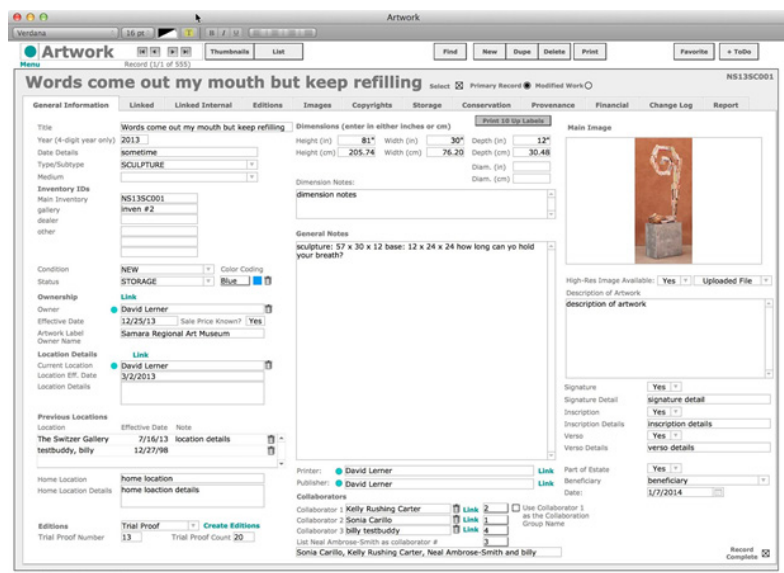 Artwork
Verdana 16 pt T B I U
Artwork Thumbnails List Find New Dupe Delete Print Favorite + ToDo
Menu Record (1/1 of 555)
Words come out my mouth but keep refilling Select Primary Record Modified Work NS13SC001
General Information Linked Linked Internal Editions Images Copyrights Storage Conservation Provenance Financial Change Log Report
Title Words come out my mouth but keep refilling
Year (4-digit year only) 2013
Date Details sometime
Type/Subtype SCULPTURE
Medium
Inventory IDs
Main Inventory NS13SC001
gallery inven #2
dealer
other
Condition NEW Color Coding
Status STORAGE Blue
Ownership Link
Owner David Lerner
Effective Date 12/25/13 Sale Price Known? Yes
Artwork Label Samara Regional Art Museum
Owner Name
Location Details Link
Current Location David Lerner
Location Eff. Date 3/2/2013
Location Details
Previous Locations
Location Effective Date Note
The Switzer Gallery 7/16/13 location details
testbuddy, billy 12/27/98
Home Location home location
Home Location Details home loaction details
Editions Trial Proof Create Editions
Trial Proof Number 13 Trial Proof Count 20
Dimensions (enter in either inches or cm) Print 10 Up Labels
Height (in) 81" Width (in) 30" Depth (in) 12"
Height (cm) 205.74 Width (cm) 76.20 Depth (cm) 30.48
Diam. (in)
Diam. (cm)
Dimension Notes:
dimension notes
General Notes
sculpture: 57 x 30 x 12 base: 12 x 24 x 24 how long can yo hold
your breath?
Printer: David Lerner Link
Publisher: David Lerner Link
Collaborators
Collaborator 1 Kelly Rushing Carter Link 2 Use Collaborator 1
Collaborator 2 Sonia Carillo Link 1 as the Collaboration
Collaborator 3 billy testbuddy Link 4 Group Name
List Neal Ambrose-Smith as collaborator # 3
Sonia Carillo, Kelly Rushing Carter, Neal Ambrose-Smith and billy
Main Image
High-Res Image Available: Yes Uploaded File
Description of Artwork
description of artwork
Signature Yes
Signature Detail signature detail
Inscription Yes
Inscription Details inscription details
Verso Yes
Verso Details verso details
Part of Estate Yes
Beneficiary beneficiary
Date: 1/7/2014
Record
Complete